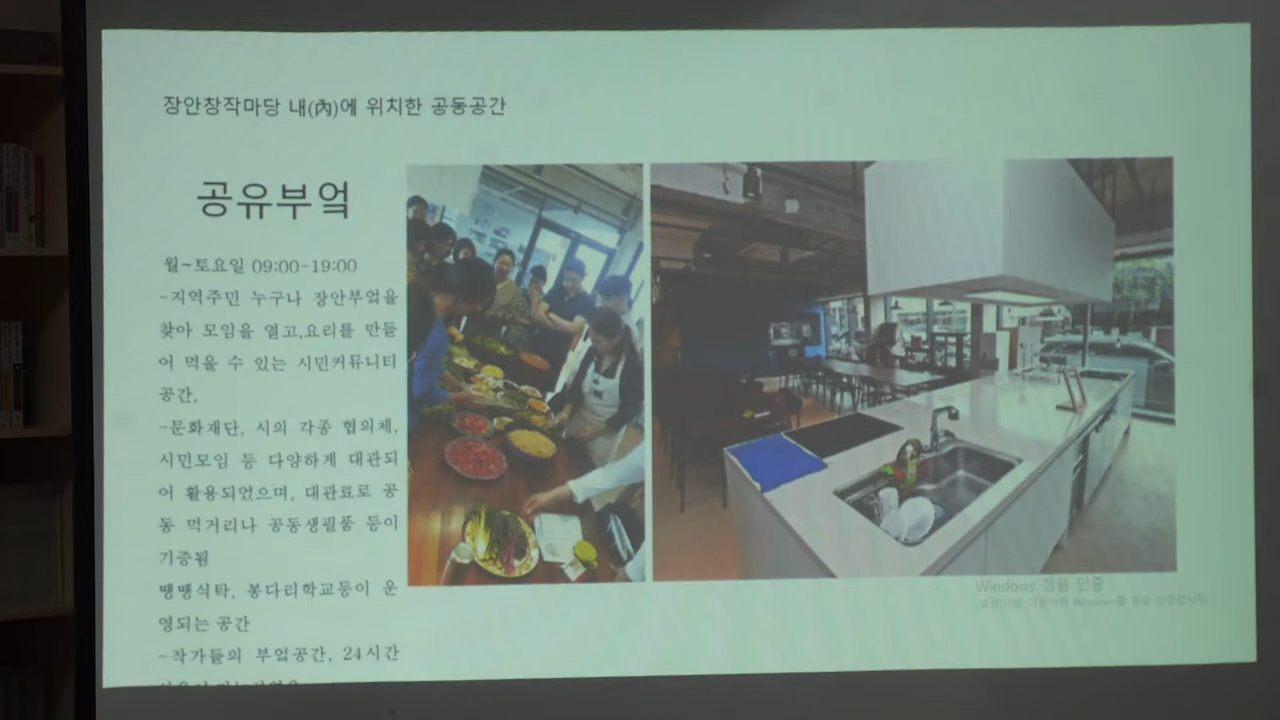 장안창작마당 내(內)에 위치한 공동공간
공유부엌
월~토요일 09:00-19:00
-지역주민 누구나 장안부엌을
찾아 모임을 열고,요리를 만들
어 먹을 수 있는 시민커뮤니티
공간.
-문화재단, 시의 각종 협의체,
시민모임 등 다양하게 대관되
어 활용되었으며, 대관료로 공
동 먹거리나 공동생필품 등이
기증됨
땡땡식탁, 봉다리학교등이 운
영되는 공간
-작가들의 부엌공간, 24시간
Windows 정품 인증